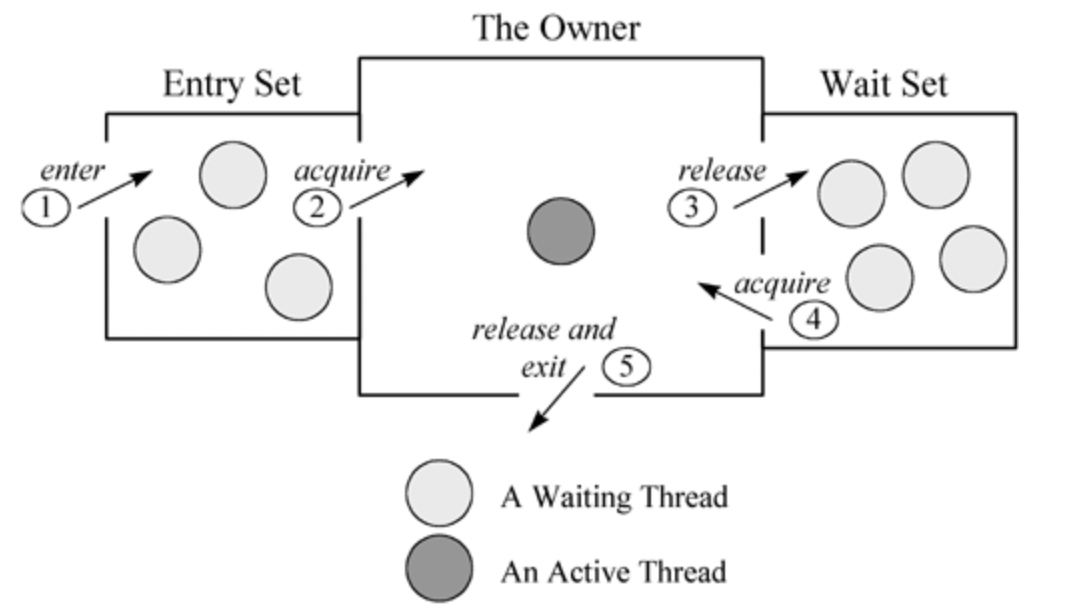 The Owner
Entry Set
Wait Set
enter
1
acquire
2
release
3
acquire
4
release and
exit
5
A Waiting Thread
An Active Thread